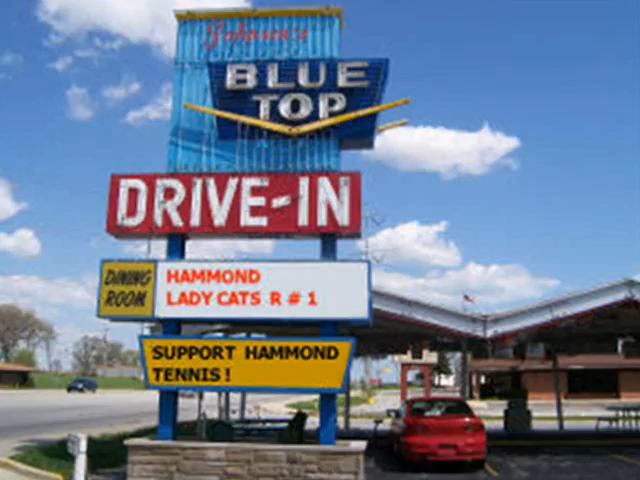 Johnson's
BLUE
TOP
DRIVE-IN
DINING
ROOM
HAMMOND
LADY CATS R # 1
SUPPORT HAMMOND
TENNIS!